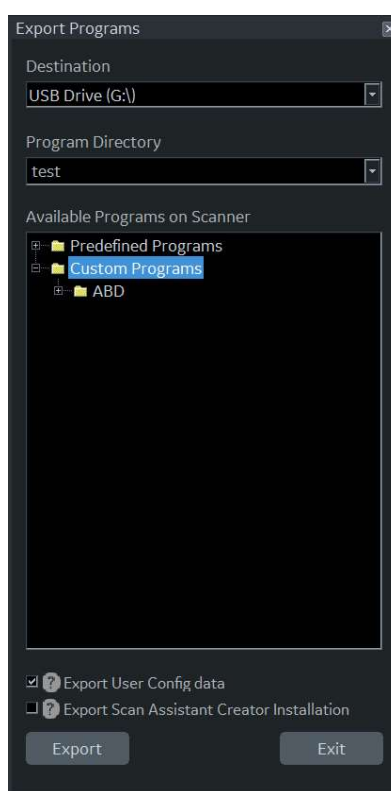 Export Programs
Destination
USB Drive (G:\)
Program Directory
test
Available Programs on Scanner
Predefined Programs
Custom Programs
ABD
? Export User Config data
? Export Scan Assistant Creator Installation
Export Exit